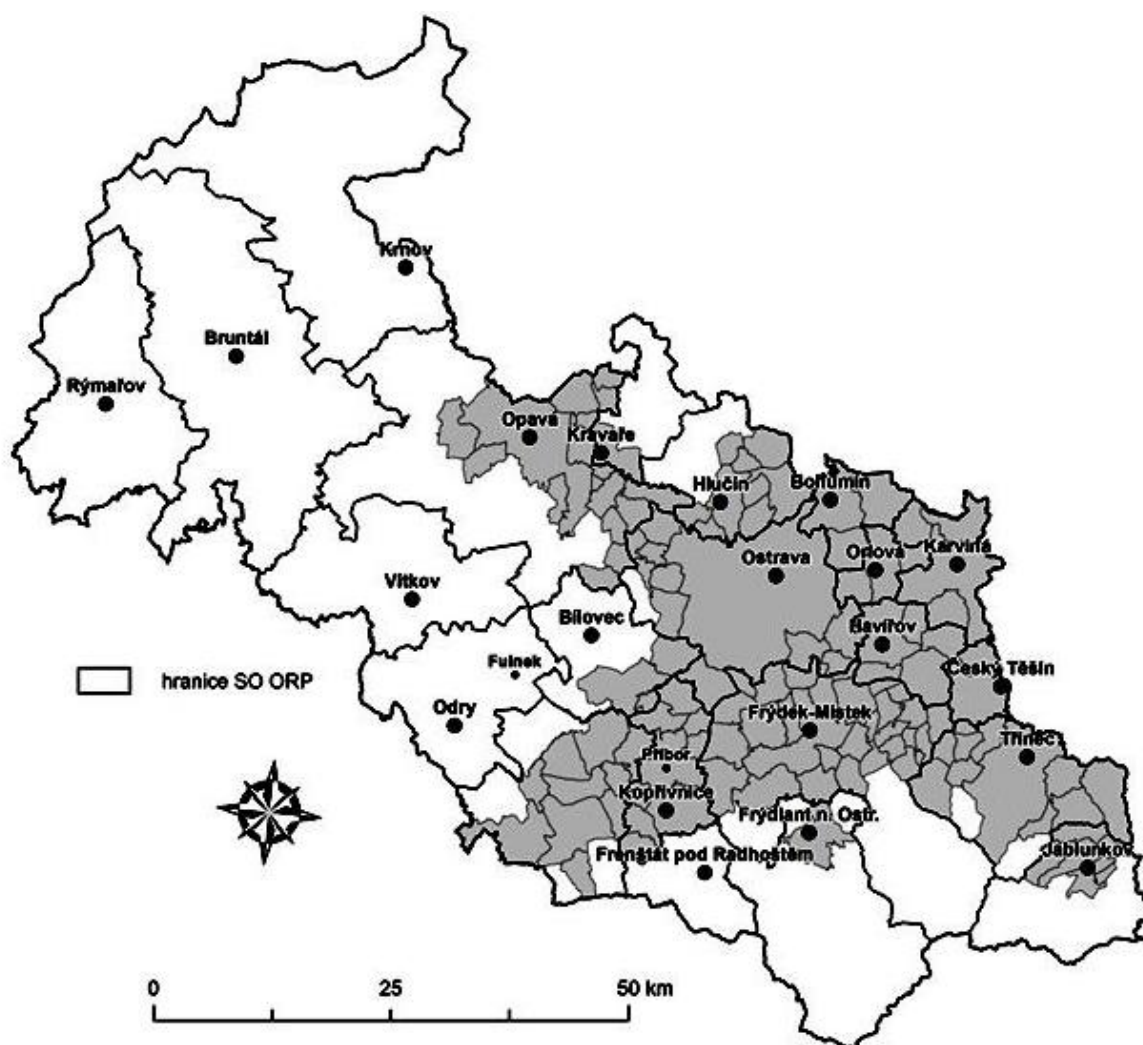 Krnov
Bruntál
Rýmařov
Opava
Kravaře
Hlučín
Bohumín
Ostrava
Orlová
Karviná
Vítkov
Bílovec
Havířov
Fulnek
Český Těšín
hranice SO ORP
Odry
Frýdek-Místek
Příbor
Třinec
Kopřivnice
Frýdlant n. Ostr.
Frenštát pod Radhoštěm
Jablunkov
0 25 50 km